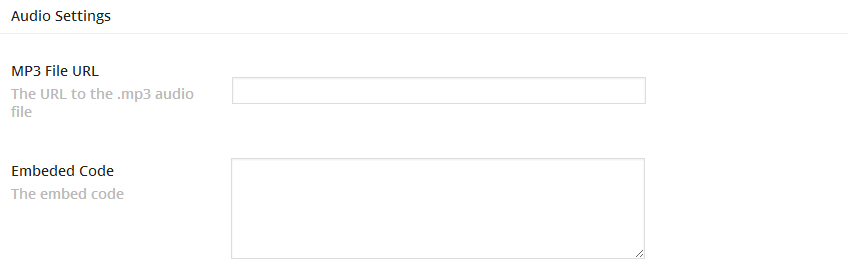 Audio Settings
MP3 File URL
The URL to the .mp3 audio
file
Embeded Code
The embed code